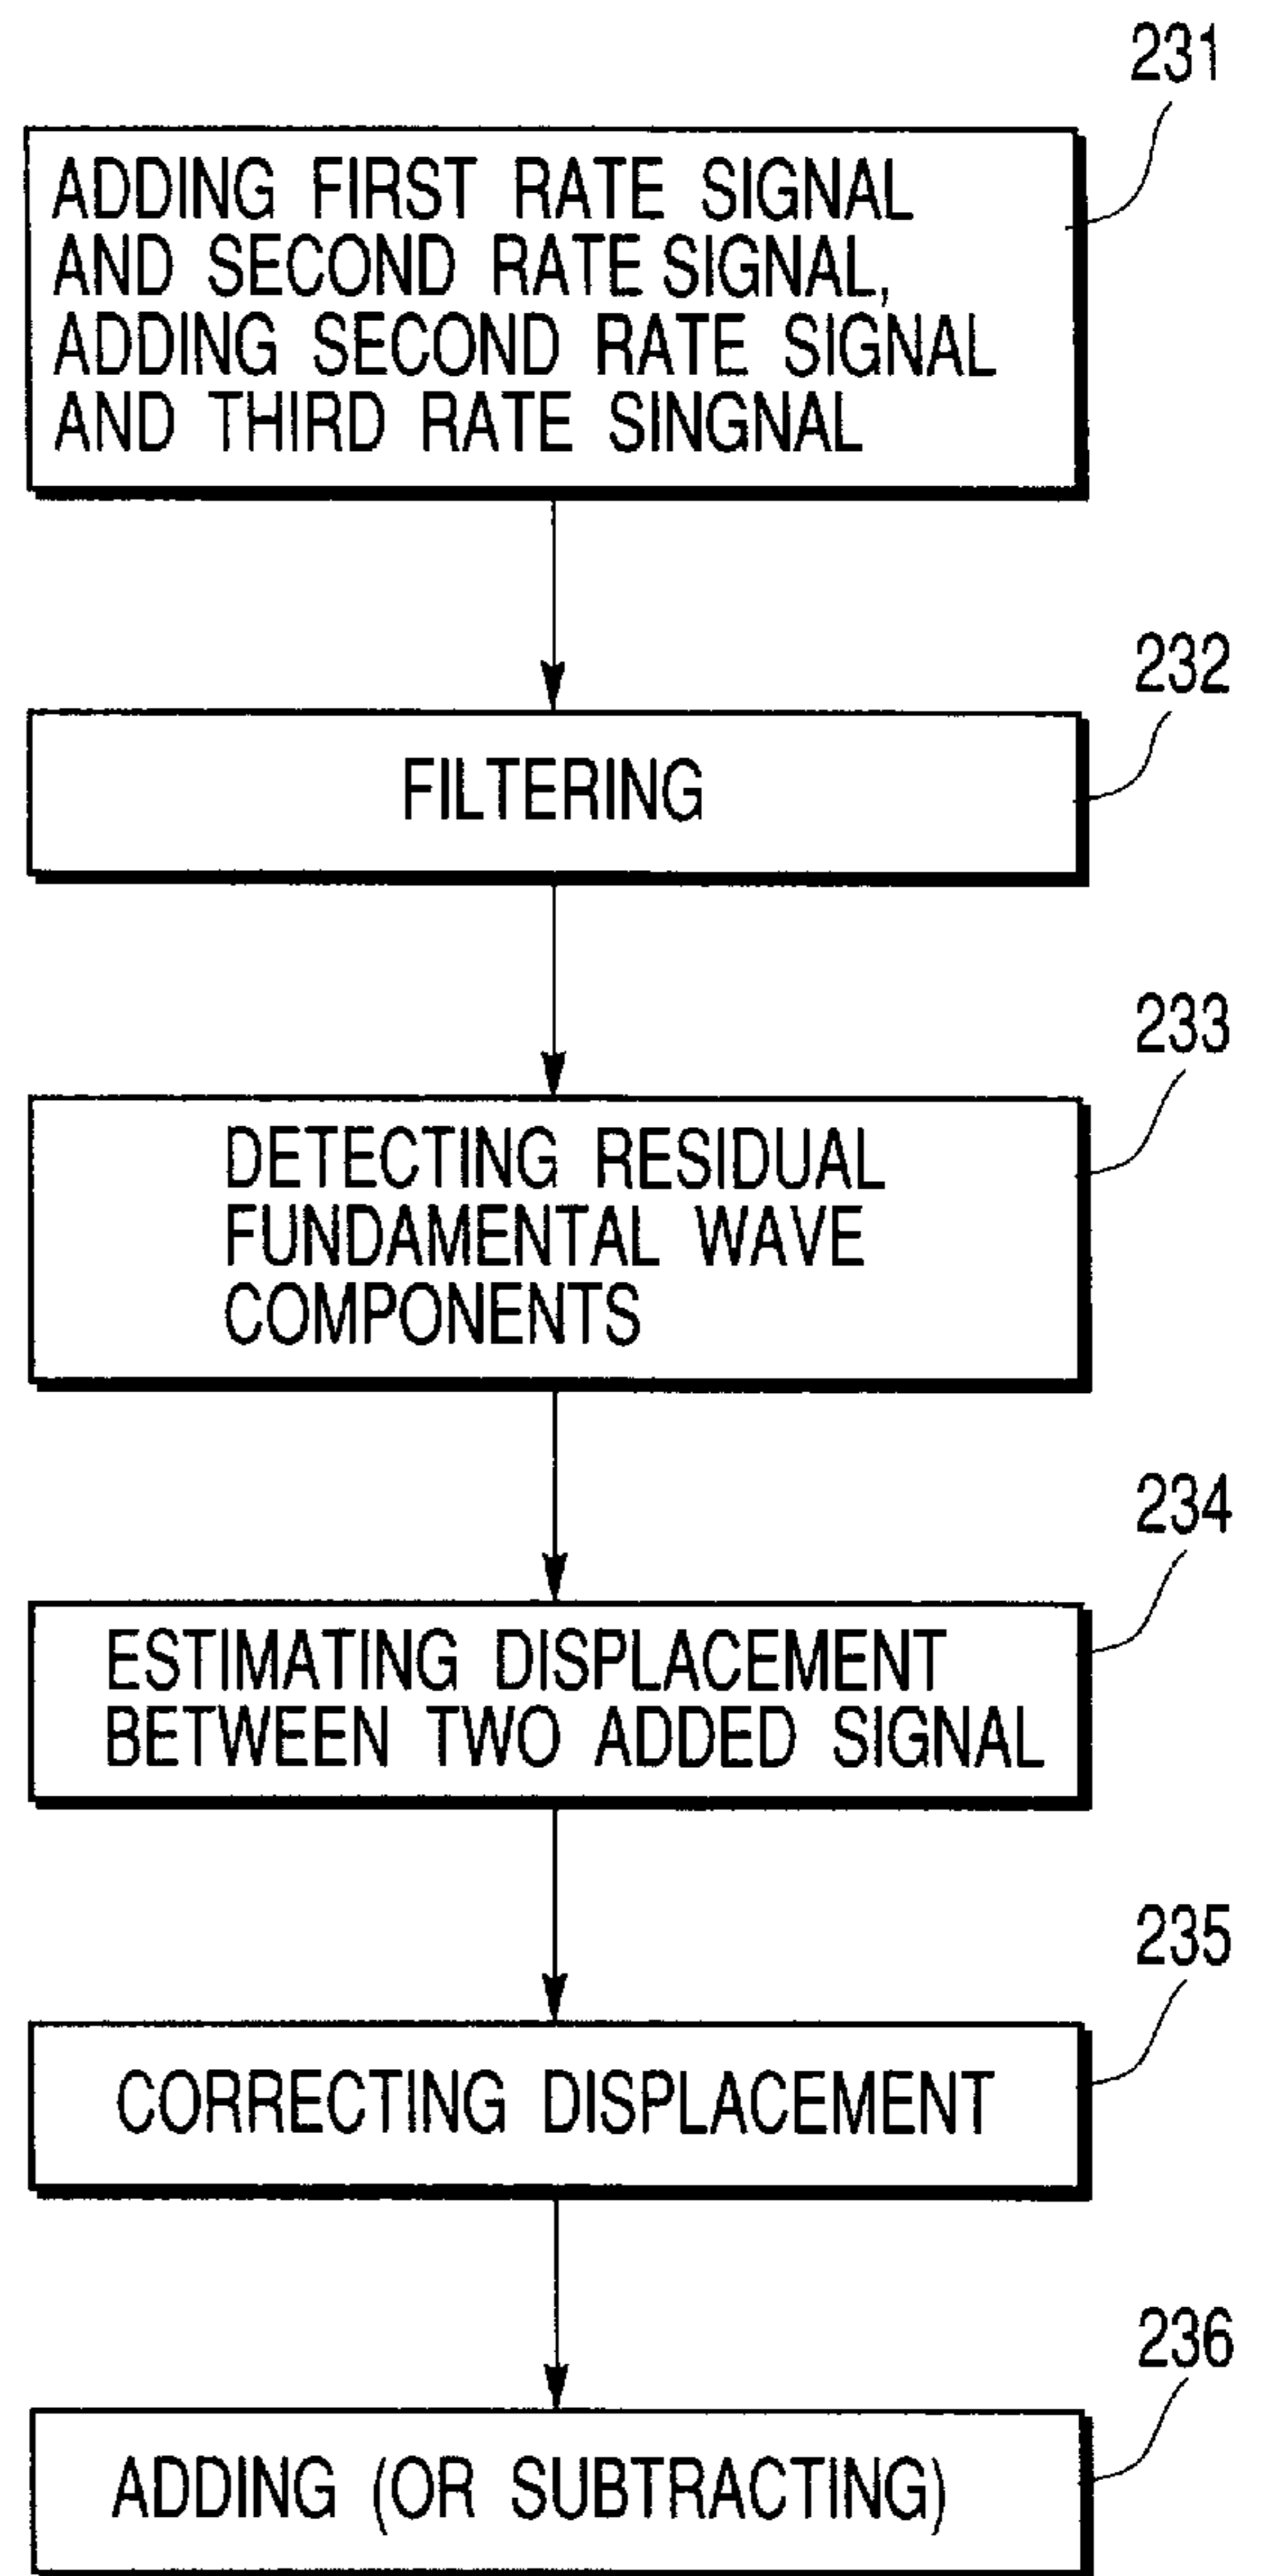 231
ADDING FIRST RATE SIGNAL
AND SECOND RATE SIGNAL,
ADDING SECOND RATE SIGNAL
AND THIRD RATE SINGNAL
232
FILTERING
233
DETECTING RESIDUAL
FUNDAMENTAL WAVE
COMPONENTS
234
ESTIMATING DISPLACEMENT
BETWEEN TWO ADDED SIGNAL
235
CORRECTING DISPLACEMENT
236
ADDING (OR SUBTRACTING)